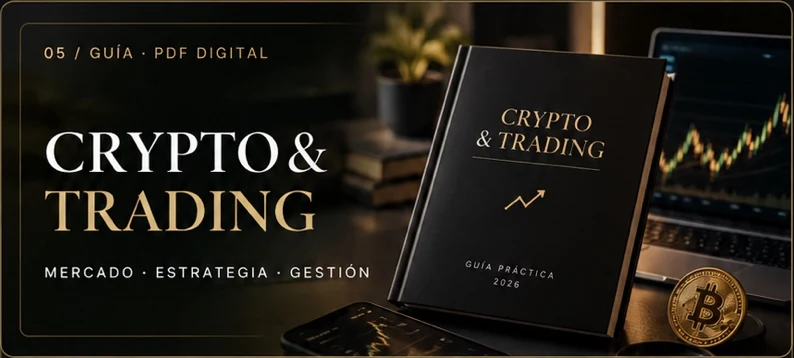 05 / GUÍA · PDF DIGITAL
CRYPTO &
TRADING
MERCADO · ESTRATEGIA · GESTIÓN
CRYPTO
& TRADING
GUÍA PRÁCTICA
2026